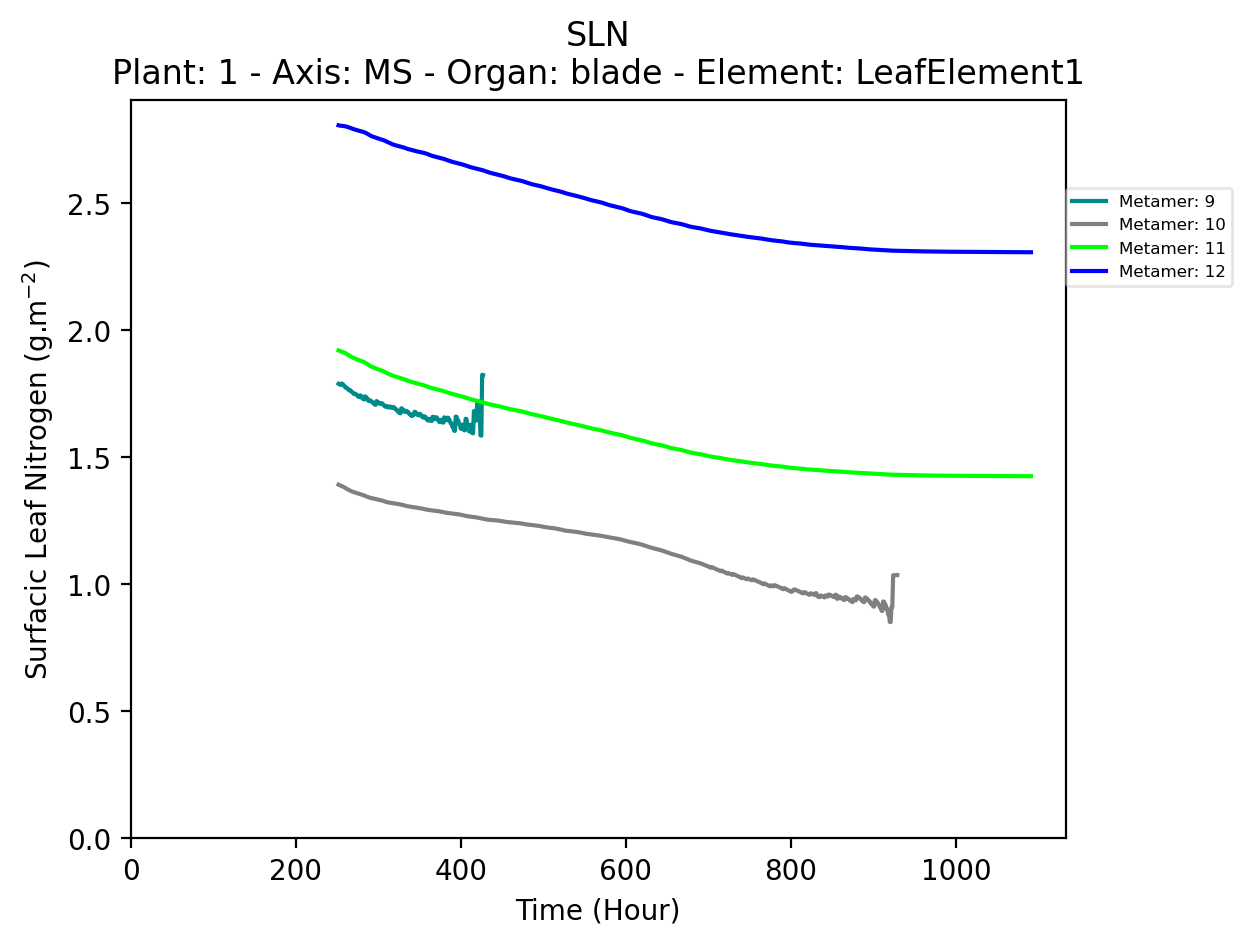 SLN
Plant: 1 - Axis: MS - Organ: blade - Element: LeafElement1
Surfacic Leaf Nitrogen (g.m⁻²)
2.5
2.0
1.5
1.0
0.5
0.0
0 200 400 600 800 1000
Time (Hour)
Metamer: 9
Metamer: 10
Metamer: 11
Metamer: 12